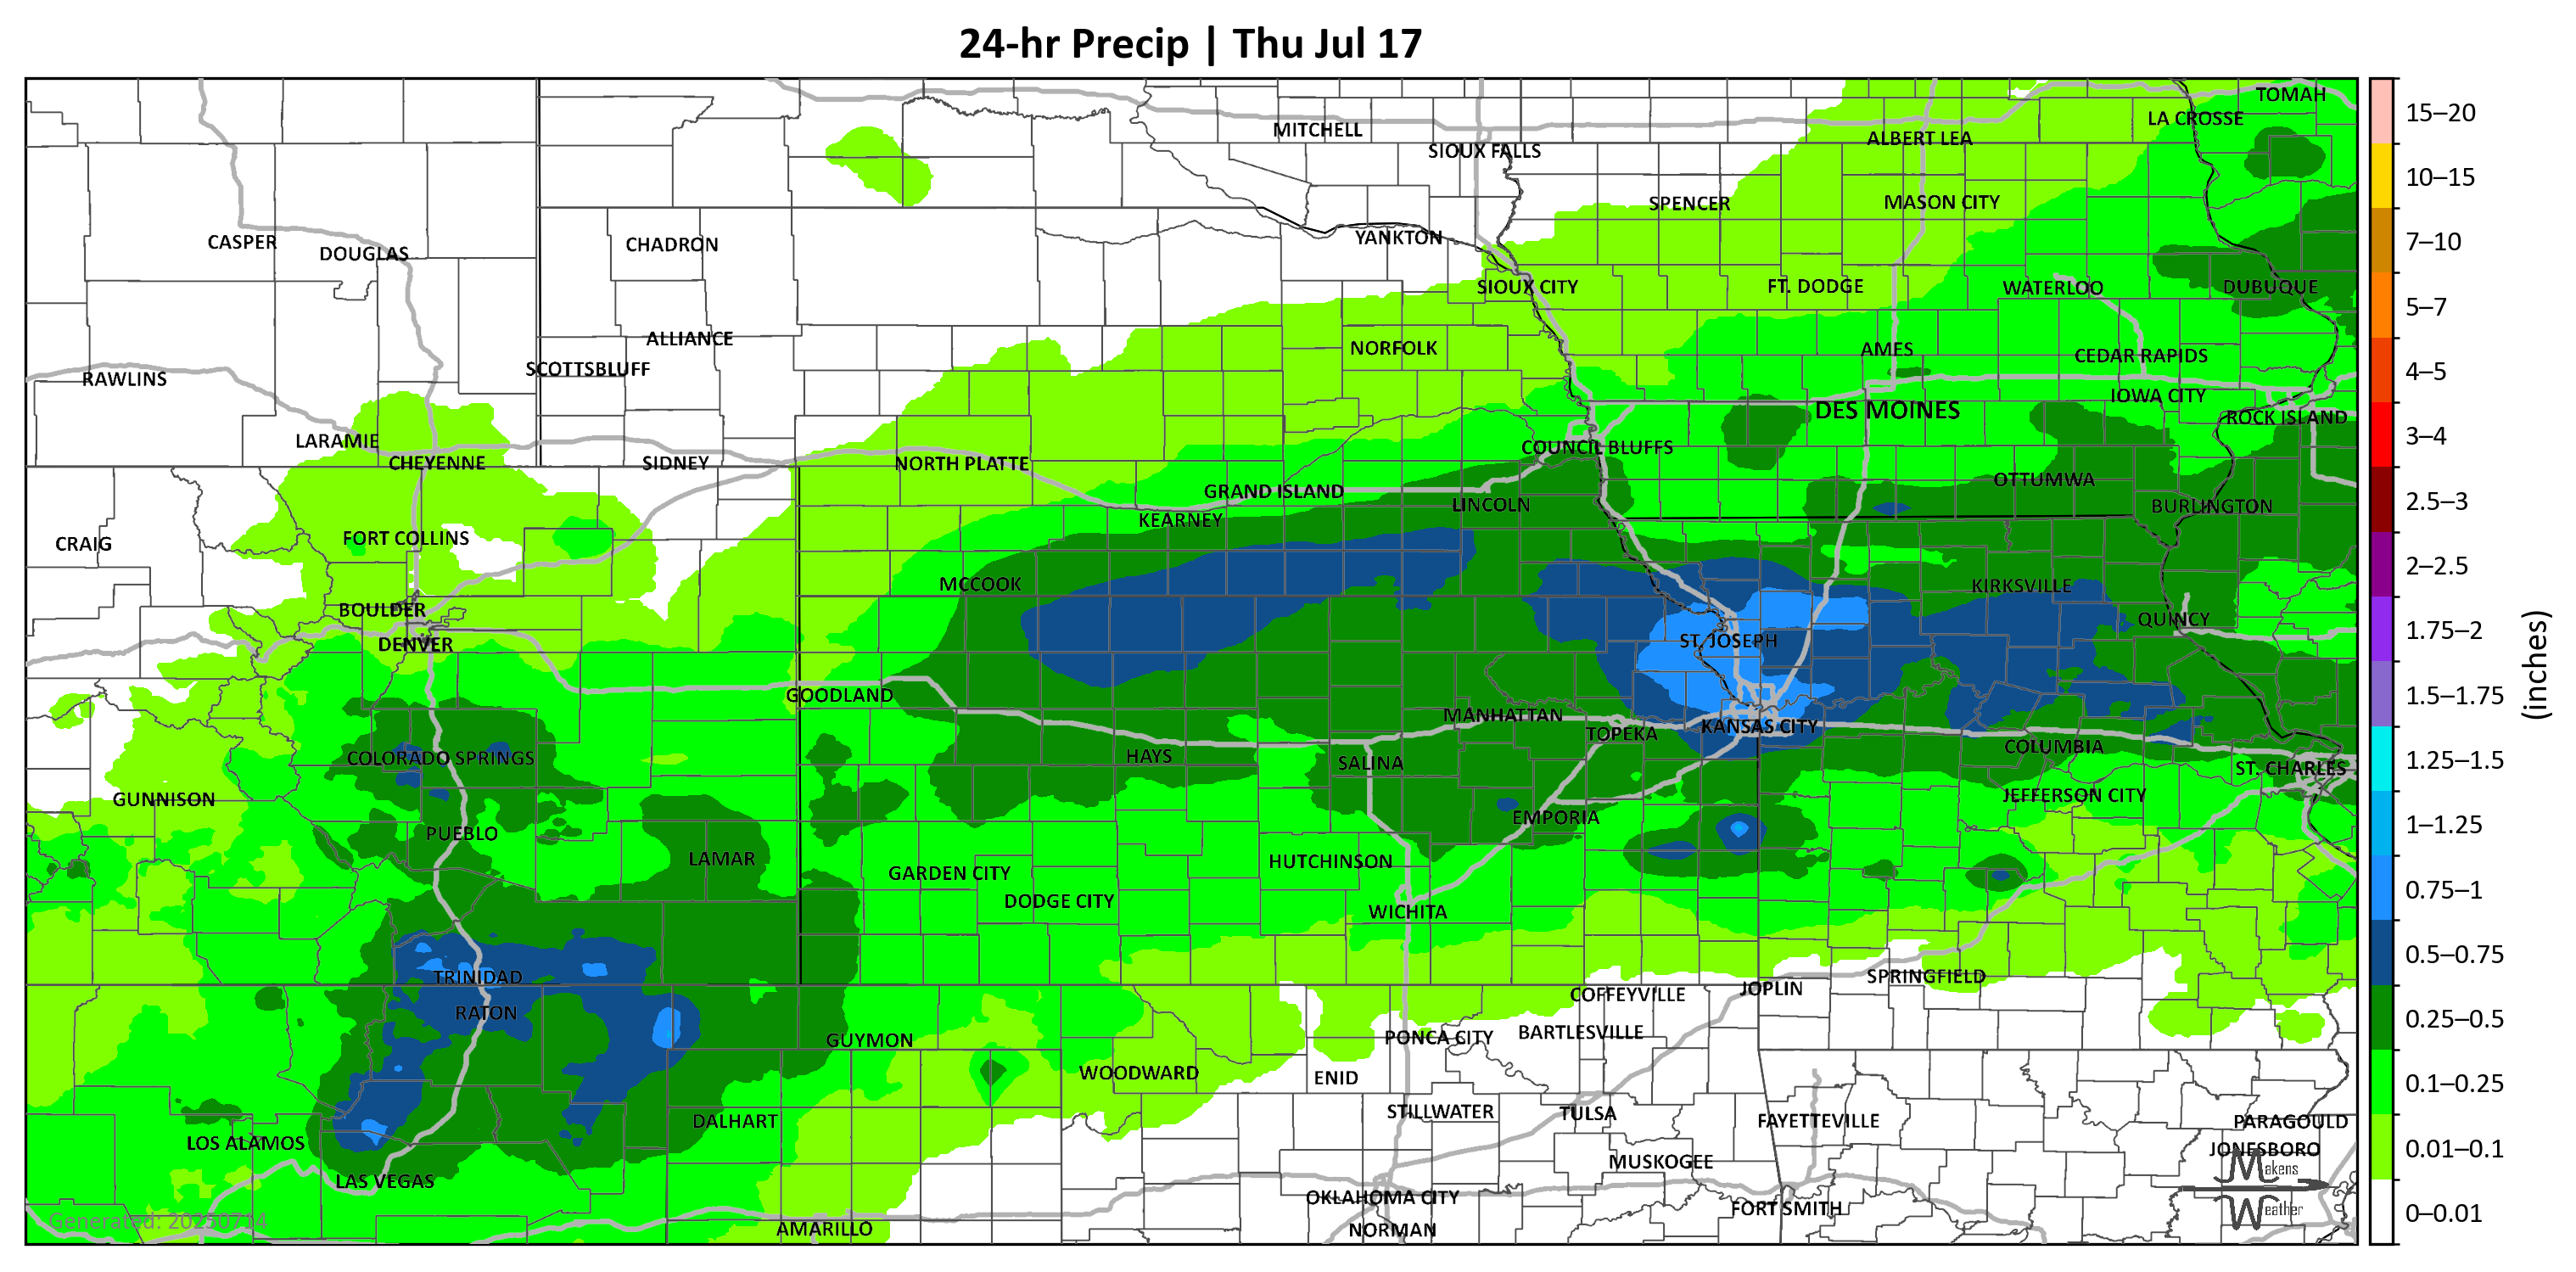 24-hr Precip | Thu Jul 17
TOMAH
LA CROSSE
MITCHELL
ALBERT LEA
SIOUX FALLS
SPENCER
MASON CITY
YANKTON
CASPER
CHADRON
DOUGLAS
SIOUX CITY
FT. DODGE
WATERLOO
DUBUQUE
ALLIANCE
NORFOLK
AMES
CEDAR RAPIDS
SCOTTSBLUFF
RAWLINS
IOWA CITY
DES MOINES
ROCK ISLAND
LARAMIE
COUNCIL BLUFFS
CHEYENNE
SIDNEY
NORTH PLATTE
OTTUMWA
GRAND ISLAND
LINCOLN
BURLINGTON
KEARNEY
FORT COLLINS
CRAIG
MCCOOK
KIRKSVILLE
BOULDER
QUINCY
DENVER
ST. JOSEPH
GOODLAND
MANHATTAN
KANSAS CITY
TOPEKA
COLUMBIA
COLORADO SPRINGS
HAYS
SALINA
ST. CHARLES
GUNNISON
JEFFERSON CITY
EMPORIA
PUEBLO
LAMAR
HUTCHINSON
GARDEN CITY
DODGE CITY
WICHITA
TRINIDAD
SPRINGFIELD
JOPLIN
COFFEYVILLE
RATON
BARTLESVILLE
PONCA CITY
GUYMON
WOODWARD
ENID
STILLWATER
TULSA
DALHART
FAYETTEVILLE
PARAGOULD
LOS ALAMOS
JONESBORO
MUSKOGEE
LAS VEGAS
OKLAHOMA CITY
FORT SMITH
AMARILLO
NORMAN
Generated: 20250714
Makens
Weather
15–20
10–15
7–10
5–7
4–5
3–4
2.5–3
2–2.5
1.75–2
1.5–1.75
1.25–1.5
1–1.25
0.75–1
0.5–0.75
0.25–0.5
0.1–0.25
0.01–0.1
0–0.01
(inches)